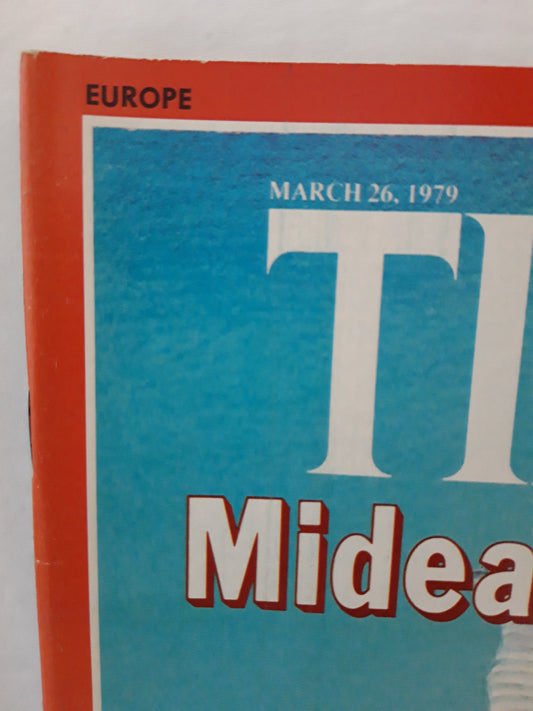 EUROPE
MARCH 26, 1979
TI
Midea